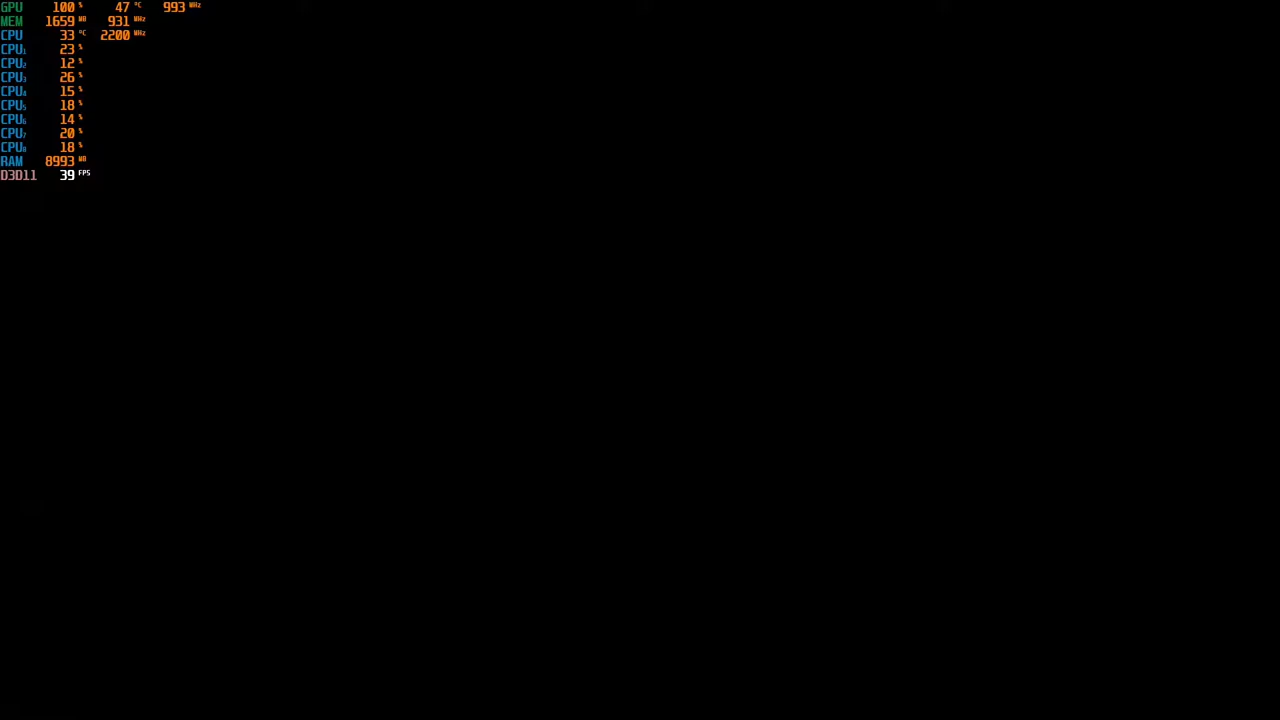 GPU 100 % 47 °C 993 MHz
MEM 1659 MB 931 MHz
CPU 33 °C 2200 MHz
CPU1 23 %
CPU2 12 %
CPU3 26 %
CPU4 15 %
CPU5 18 %
CPU6 14 %
CPU7 20 %
CPU8 18 %
RAM 8993 MB
D3D11 39 FPS